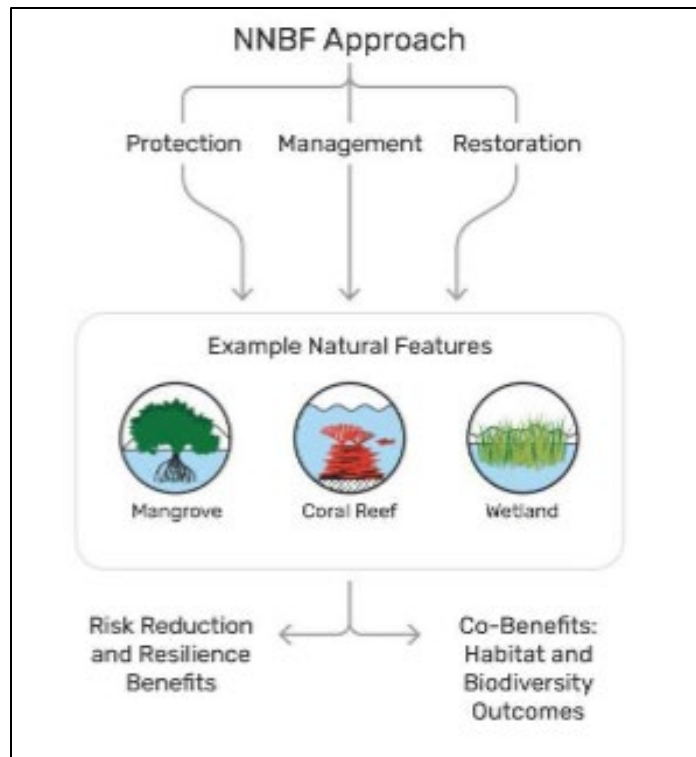 NNBF Approach
Protection
Management
Restoration
Example Natural Features
Mangrove
Coral Reef
Wetland
Risk Reduction
and Resilience
Benefits
Co-Benefits:
Habitat and
Biodiversity
Outcomes